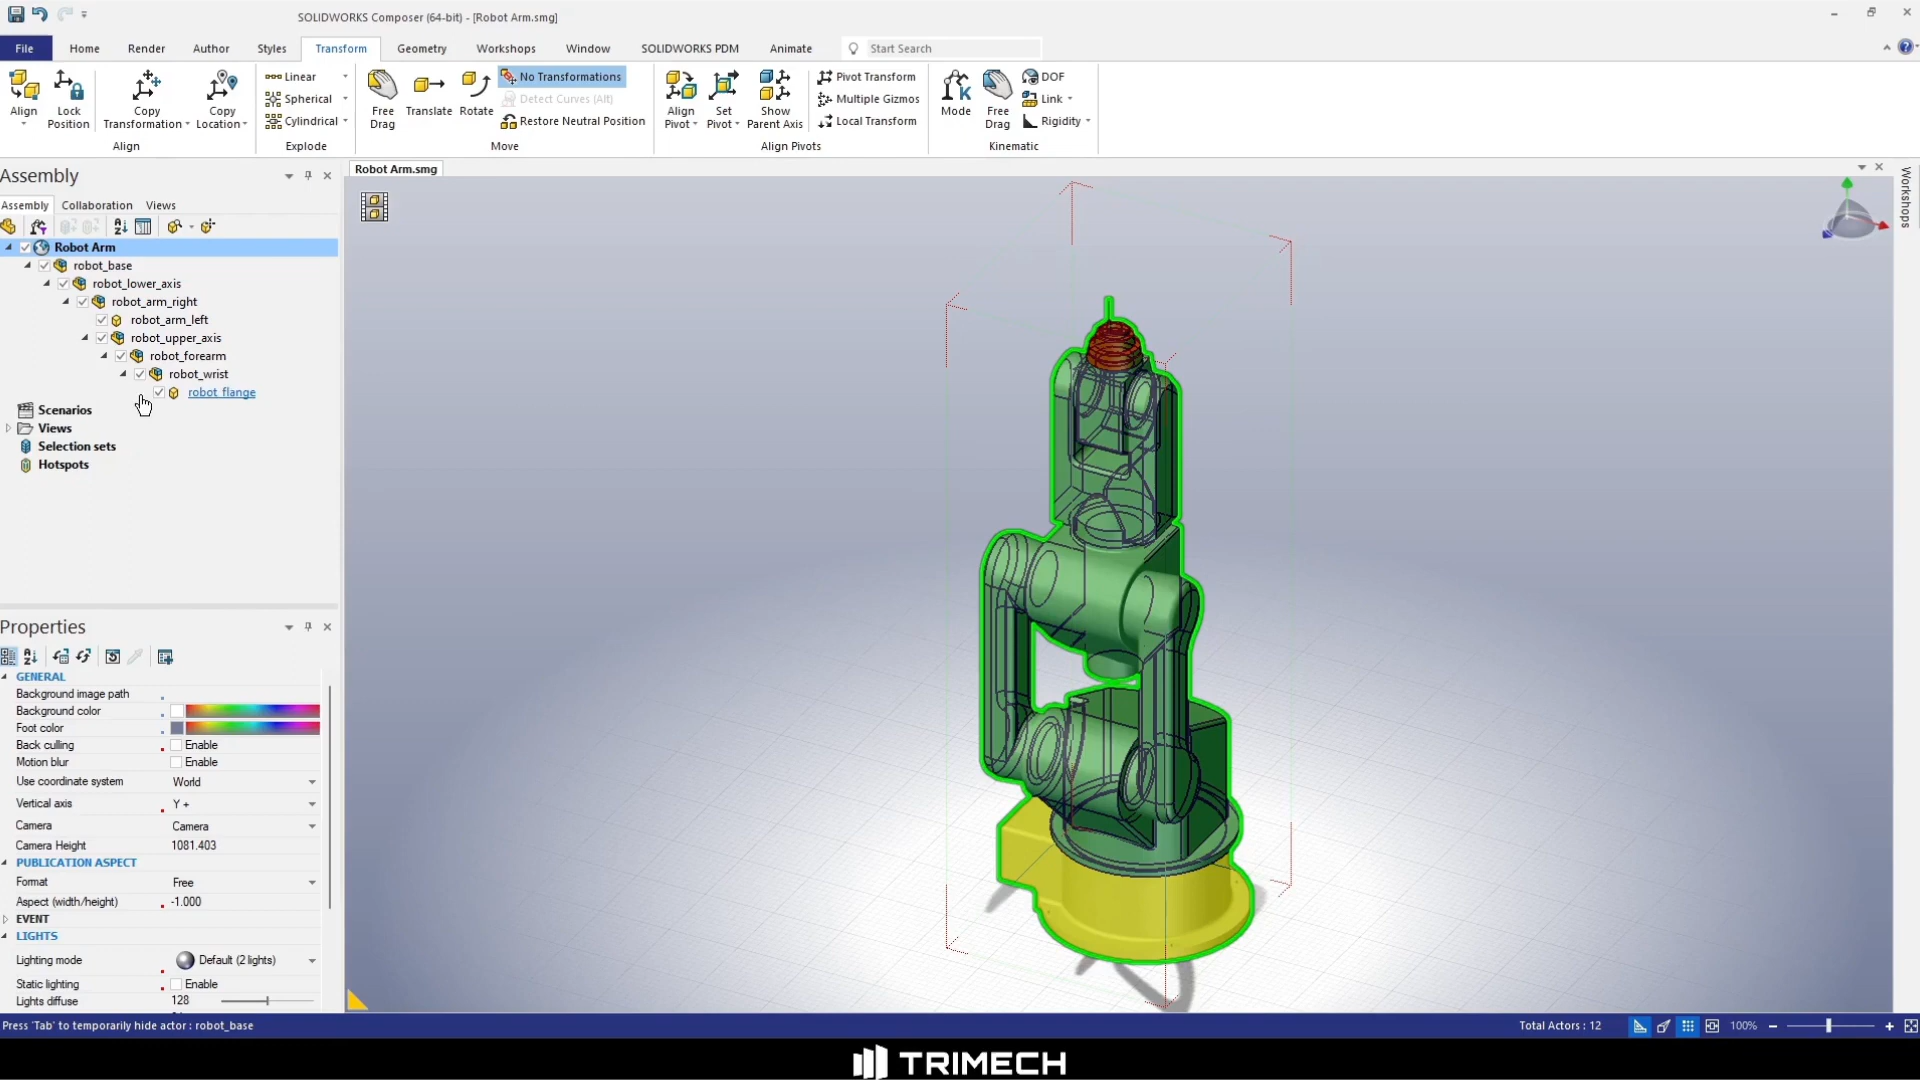 SOLIDWORKS Composer (64-bit) - [Robot Arm.smg]
File Home Render Author Styles Transform Geometry Workshops Window SOLIDWORKS PDM Animate Start Search
Align
Lock Position
Copy Transformation
Copy Location
Align
Linear
Spherical
Cylindrical
Explode
Free Drag
Translate
Rotate
No Transformations
Detect Curves (Alt)
Restore Neutral Position
Move
Align Pivot
Set Pivot
Show Parent Axis
Pivot Transform
Multiple Gizmos
Local Transform
Align Pivots
Mode
Free Drag
DOF
Link
Rigidity
Kinematic
Assembly
Assembly Collaboration Views
Robot Arm
robot_base
robot_lower_axis
robot_arm_right
robot_arm_left
robot_upper_axis
robot_forearm
robot_wrist
robot_flange
Scenarios
Views
Selection sets
Hotspots
Robot Arm.smg
Workshops
Properties
GENERAL
Background image path
Background color
Foot color
Back culling Enable
Motion blur Enable
Use coordinate system World
Vertical axis Y +
Camera Camera
Camera Height 1081.403
PUBLICATION ASPECT
Format Free
Aspect (width/height) -1.000
EVENT
LIGHTS
Lighting mode Default (2 lights)
Static lighting Enable
Lights diffuse 128
Press 'Tab' to temporarily hide actor : robot_base
Total Actors : 12
100%
TRIMECH